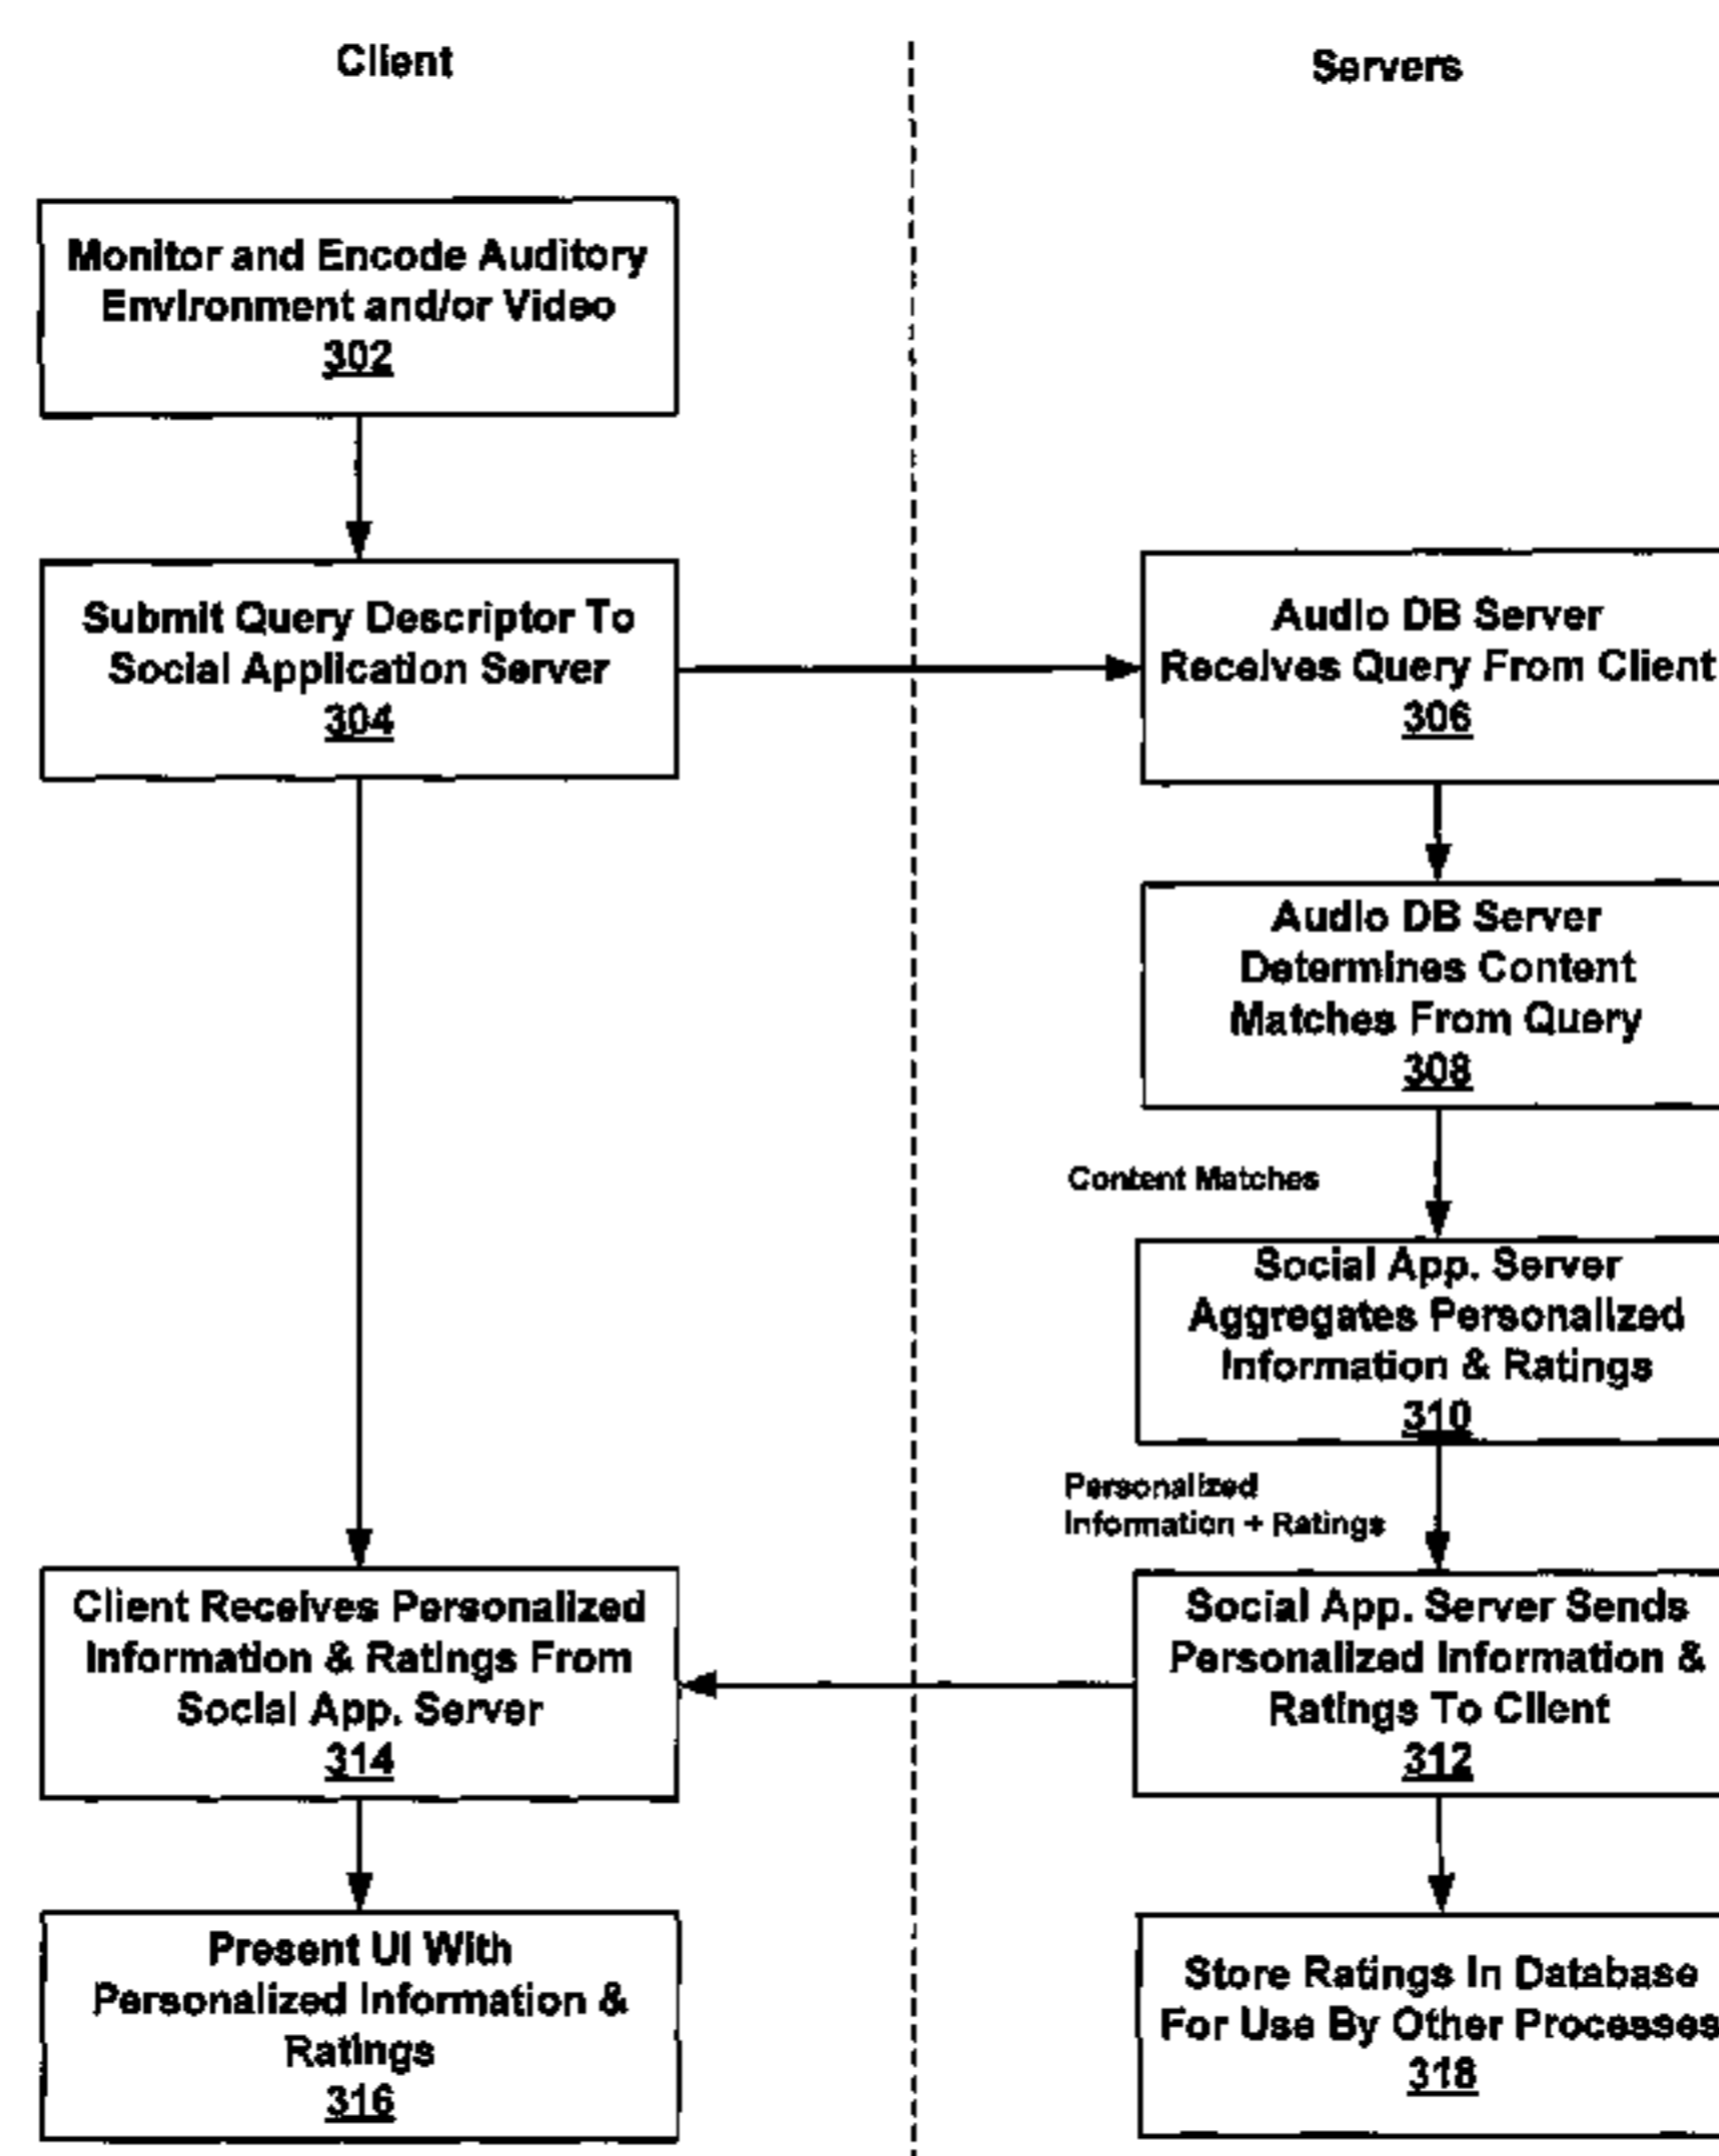 Client
Servers
Monitor and Encode Auditory
Environment and/or Video
302
Submit Query Descriptor To
Social Application Server
304
Audio DB Server
Receives Query From Client
306
Audio DB Server
Determines Content
Matches From Query
308
Content Matches
Social App. Server
Aggregates Personalized
Information & Ratings
310
Personalized
Information + Ratings
Client Receives Personalized
Information & Ratings From
Social App. Server
314
Social App. Server Sends
Personalized Information &
Ratings To Client
312
Present UI With
Personalized Information &
Ratings
316
Store Ratings In Database
For Use By Other Processes
318